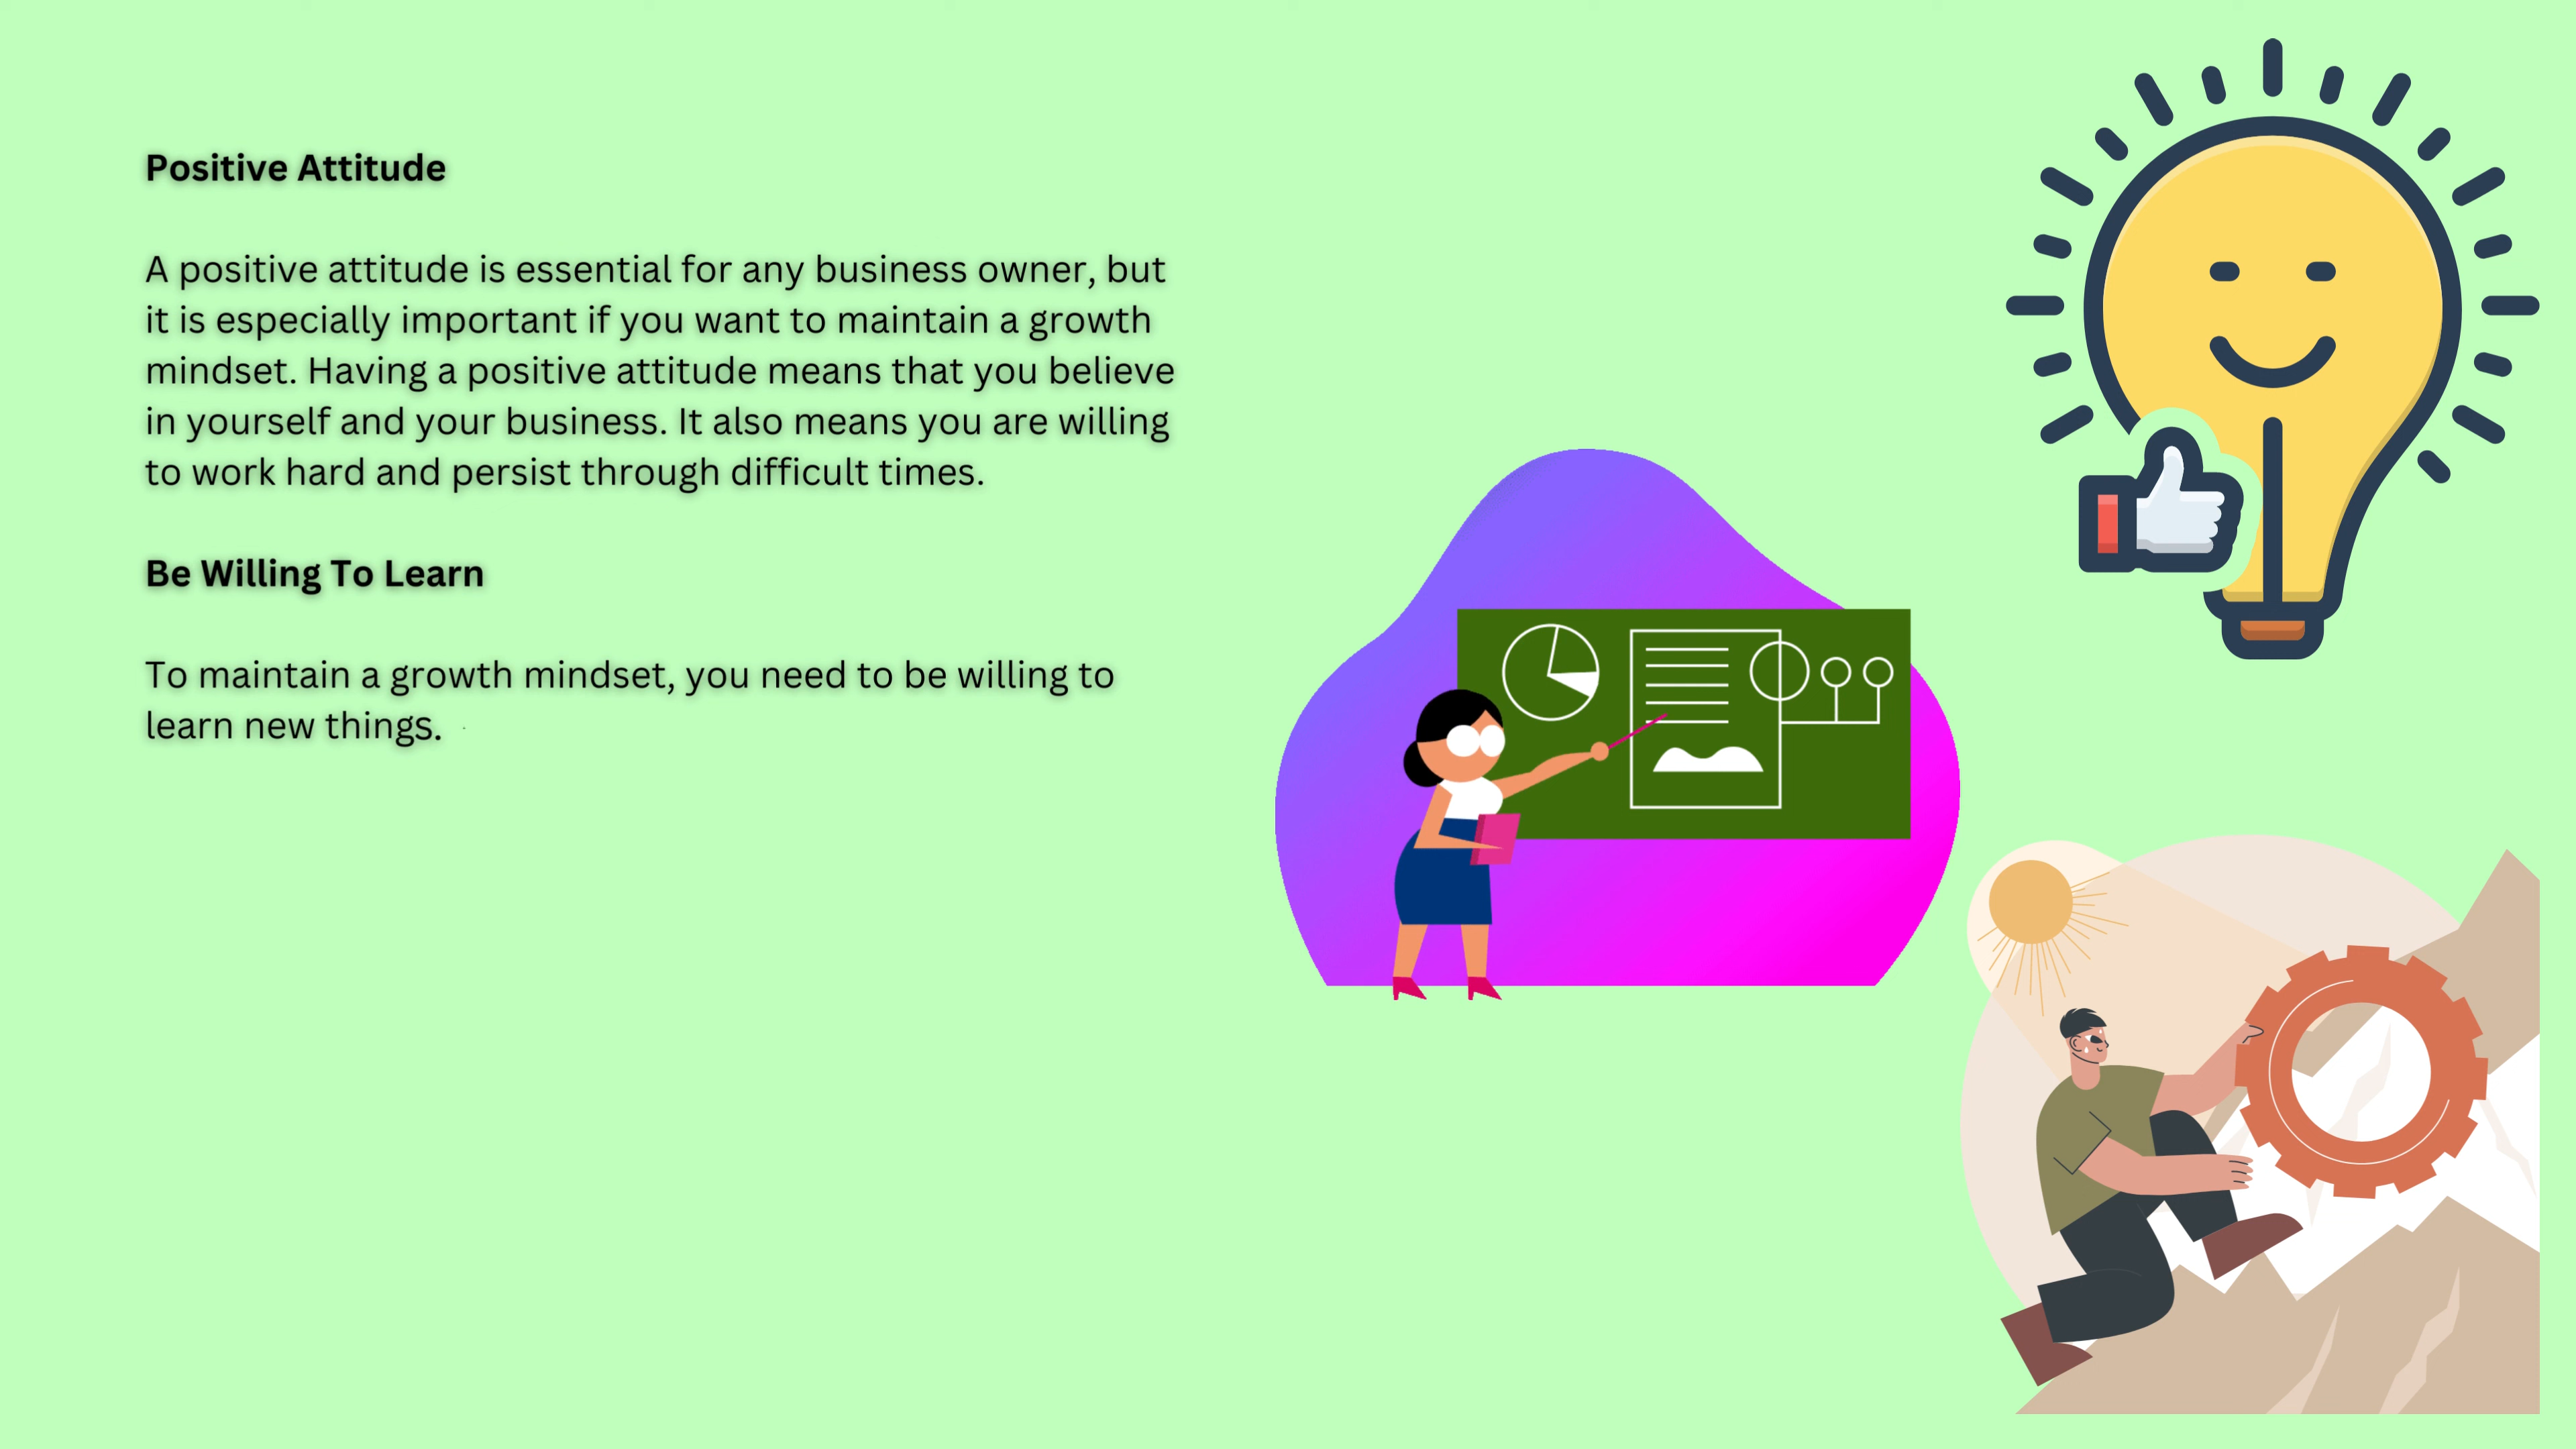 Positive Attitude
A positive attitude is essential for any business owner, but
it is especially important if you want to maintain a growth
mindset. Having a positive attitude means that you believe
in yourself and your business. It also means you are willing
to work hard and persist through difficult times.
Be Willing To Learn
To maintain a growth mindset, you need to be willing to
learn new things.